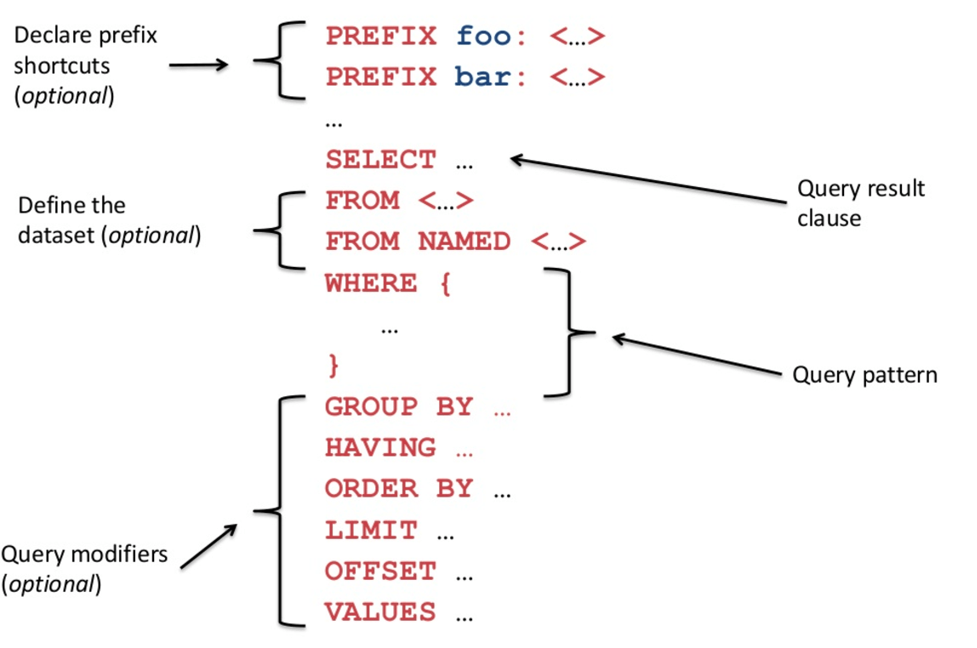 Declare prefix
shortcuts
(optional)
PREFIX foo: <...>
PREFIX bar: <...>
...
SELECT ...
Query result
clause
Define the
dataset (optional)
FROM <...>
FROM NAMED <...>
WHERE {
...
}
Query pattern
GROUP BY ...
HAVING ...
ORDER BY ...
LIMIT ...
OFFSET ...
VALUES ...
Query modifiers
(optional)